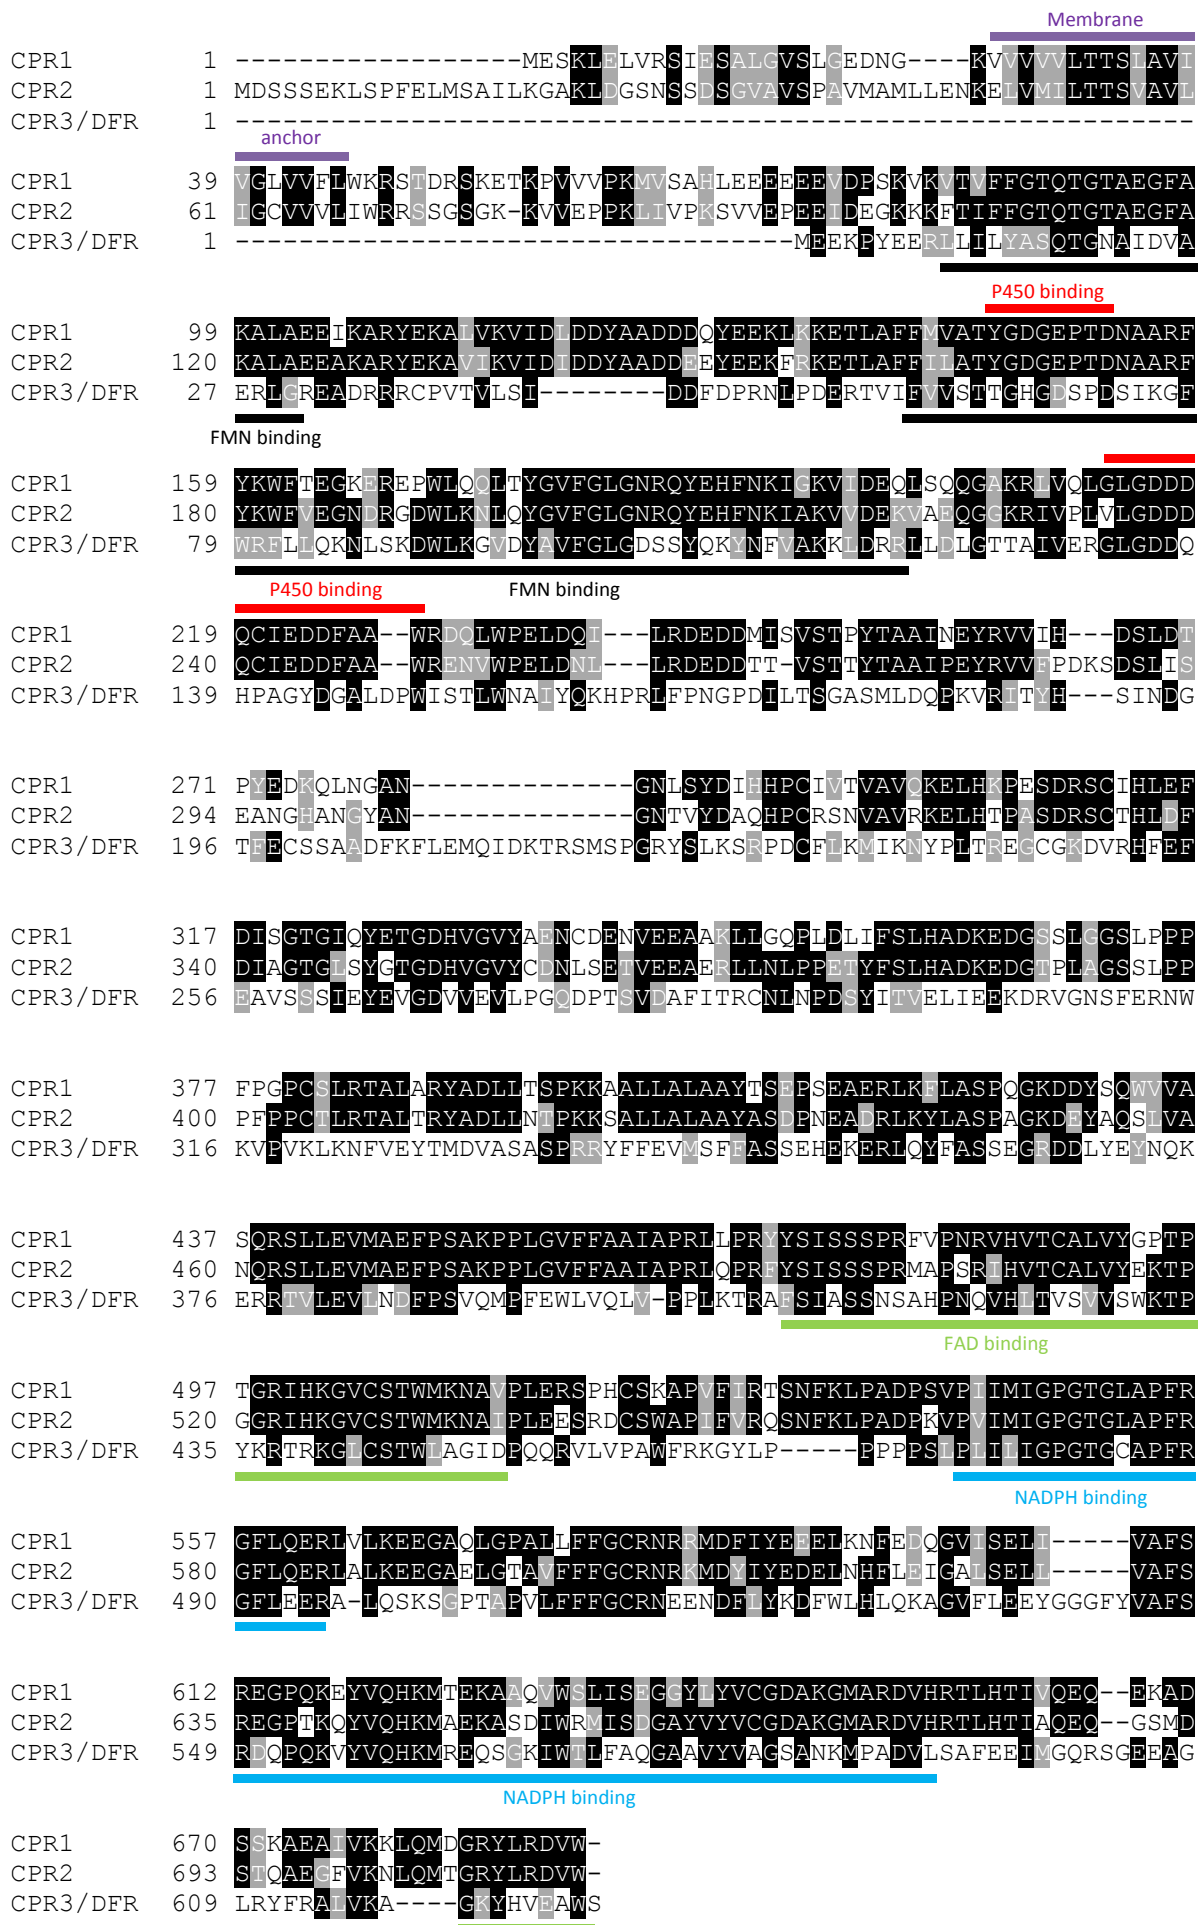 Membrane
CPR1 1 -----------------MESKLELVRSIESALGVSLGEDNG----KVVVVVLTTSLAVI
CPR2 1 MDSSSEKLSPFELMSAILKGAKLDGSNSSDSGVAVSPAVMAMLLENKELVMILTTSVAVL
CPR3/DFR 1 ------------------------------------------------------------
anchor
CPR1 39 VGLVVFLWKRSTDRSKETKPVVVPKMVSAHLEEEEEEVDPSKVKVTVFFGTQTGTAEGFA
CPR2 61 IGCVVVLIWRRSSGSGK-KVVEPPKLIVPKSVVEPEEIDEGKKKFTIFFGTQTGTAEGFA
CPR3/DFR 1 -----------------------------------MEEKPYEERLLILYASQTGNAIDVA
P450 binding
CPR1 99 KALAEEIKARYEKALVKVIDLDDYAADDDQYEEKLKKETLAFFMVATYGDGEPTDNAARF
CPR2 120 KALAEEAKARYEKAVIKVIDIDDYAADDEEYEEKFRKETLAFFILATYGDGEPTDNAARF
CPR3/DFR 27 ERLGREADRRRCPVTVLSI--------DDFDPRNLPDERTVIFVVSTTGHGDSPDSIKGF
FMN binding
CPR1 159 YKWFTEGKEREPWLQQLTYGVFGLGNRQYEHFNKIGKVIDEQLSQQGAKRLVQLGLGDDD
CPR2 180 YKWFVEGNDRGDWLKNLQYGVFGLGNRQYEHFNKIAKVVDEKVAEQGGKRIVPLVLGDDD
CPR3/DFR 79 WRFLLQKNLSKDWLKGVDYAVFGLGDSSYQKYNFVAKKLDRRLLDLGTTAIVERGLGDDQ
P450 binding FMN binding
CPR1 219 QCIEDDFAA--WRDQLWPELDQI---LRDEDDMISVSTPYTAAINEYRVVIH---DSLDT
CPR2 240 QCIEDDFAA--WRENVWPELDNL---LRDEDDTT-VSTTYTAAIPEYRVVFPDKSDSLIS
CPR3/DFR 139 HPAGYDGALDPWISTLWNAIYQKHPRLFPNGPDILTSGASMLDQPKVRITYH---SINDG
CPR1 271 PYEDKQLNGAN--------------GNLSYDIHHPCIVTVAVQKELHKPESDRSCIHLEF
CPR2 294 EANGHANGYAN--------------GNTVYDAQHPCRSNVAVRKELHTPASDRSCTHLDF
CPR3/DFR 196 TFECSSAADFKFLEMQIDKTRSMSPGRYSLKSRPDCFLKMIKNYPLTREGCGKDVRHFEF
CPR1 317 DISGTGIQYETGDHVGVYAENCDENVEEAAKLLGQPLDLIFSLHADKEDGSSLGGSLPPP
CPR2 340 DIAGTGLSYGTGDHVGVYCDNLSETVEEAERLLNLPPETYFSLHADKEDGTPLAGSSLPP
CPR3/DFR 256 EAVSSSIEYEVGDVVEVLPGQDPTSVDAFITRCNLNPDSYITVELIEEKDRVGNSFERNW
CPR1 377 FPGPCSLRTALARYADLLTSPKKAALLALAAYTSEPSEAERLKFLASPQGKDDYSQWVVA
CPR2 400 PFPPCTLRTALTRYADLLNTPKKSALLALAAYASDPNEADRLKYLASPAGKDEYAQSLVA
CPR3/DFR 316 KVPVKLKNFVEYTMDVASASPRRYFFEVMSFFASSEHEKERLQYFASSEGRDDLYEYNQK
CPR1 437 SQRSLLEVMAEFPSAKPPLGVFFAAIAPRLLPRYYSISSSPRFVPNRVHVTCALVYGPTP
CPR2 460 NQRSLLEVMAEFPSAKPPLGVFFAAIAPRLQPRFYSISSSPRMAPSRIHVTCALVYEKTP
CPR3/DFR 376 ERRTVLEVLNDFPSVQMPFEWLVQLV-PPLKTRAFSIASSNSAHPNQVHLTVSVVSWKTP
FAD binding
CPR1 497 TGRIHKGVCSTWMKNAVPLERSPHCSKAPVFIRTSNFKLPADPSVPIIMIGPGTGLAPFR
CPR2 520 GGRIHKGVCSTWMKNAIPLEESRDCSWAPIFVRQSNFKLPADPKVPVIMIGPGTGLAPFR
CPR3/DFR 435 YKRTRKGLCSTWLAGIDPQQRVLVPAWFRKGYLP-----PPPPSLPLILIGPGTGCAPFR
NADPH binding
CPR1 557 GFLQERLVLKEEGAQLGPALLFFGCRNRRMDFIYEEELKNFEDQGVISELI-----VAFS
CPR2 580 GFLQERLALKEEGAELGTAVFFFGCRNRKMDYIYEDELNHFLEIGALSELL-----VAFS
CPR3/DFR 490 GFLEERA-LQSKSGPTAPVLFFFGCRNEENDFLYKDFWLHLQKAGVFLEEYGGGFYVAFS
CPR1 612 REGPQKEYVQHKMTEKAAQVWSLISEGGYLYVCGDAKGMARDVHRTLHTIVQEQ--EKAD
CPR2 635 REGPTKQYVQHKMAEKASDIWRMISDGAYVYVCGDAKGMARDVHRTLHTIAQEQ--GSMD
CPR3/DFR 549 RDQPQKVYVQHKMREQSGKIWTLFAQGAAVYVAGSANKMPADVLSAFEEIMGQRSGEEAG
NADPH binding
CPR1 670 SSKAEAIVKKLQMDGRYLRDVW-
CPR2 693 STQAEGFVKNLQMTGRYLRDVW-
CPR3/DFR 609 LRYFRALVKA----GKYHVEAWS